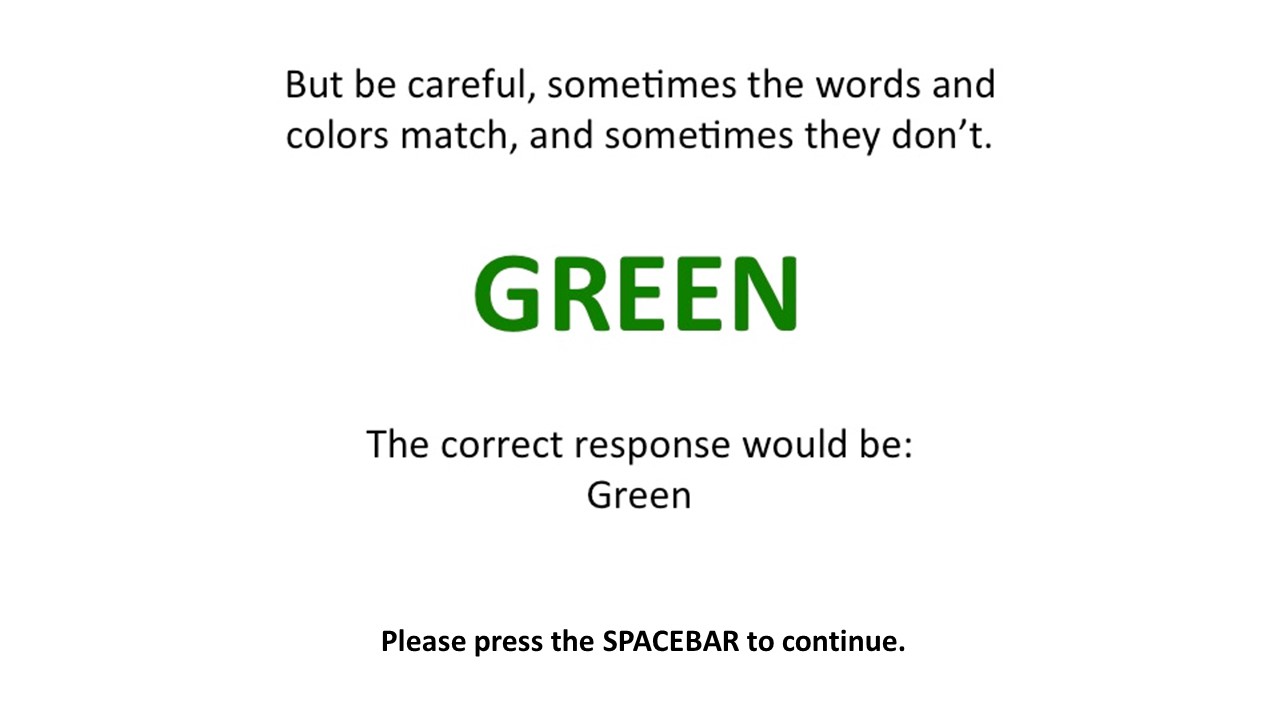 But be careful, sometimes the words and
colors match, and sometimes they don’t.
GREEN
The correct response would be:
Green
Please press the SPACEBAR to continue.